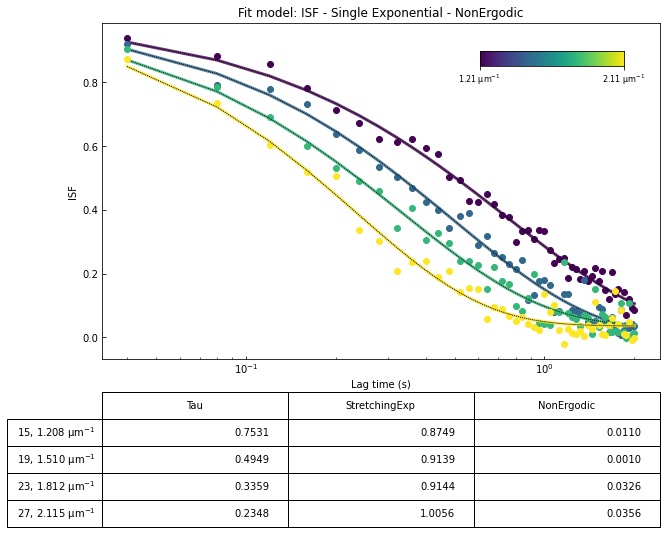 Fit model: ISF - Single Exponential - NonErgodic
ISF
0.8
0.6
0.4
0.2
0.0
1.21 μm⁻¹ 2.11 μm⁻¹
10⁻¹ 10⁰
Lag time (s)
Tau StretchingExp NonErgodic
15, 1.208 μm⁻¹ 0.7531 0.8749 0.0110
19, 1.510 μm⁻¹ 0.4949 0.9139 0.0010
23, 1.812 μm⁻¹ 0.3359 0.9144 0.0326
27, 2.115 μm⁻¹ 0.2348 1.0056 0.0356